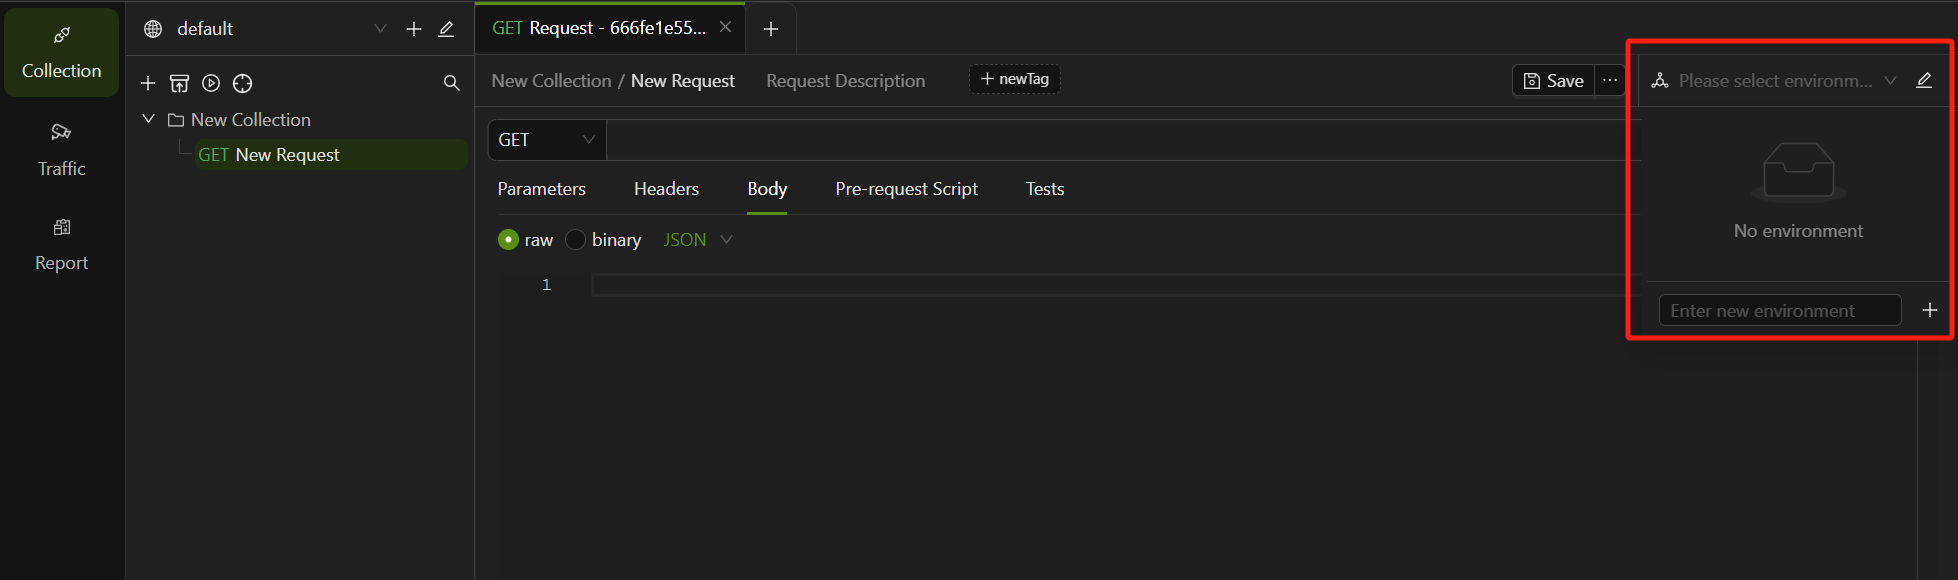 Collection
Traffic
Report
default
New Collection
GET New Request
GET Request - 666fe1e55...
New Collection / New Request Request Description + newTag
Save ...
Please select environm...
GET
Parameters Headers Body Pre-request Script Tests
raw binary JSON
1
No environment
Enter new environment